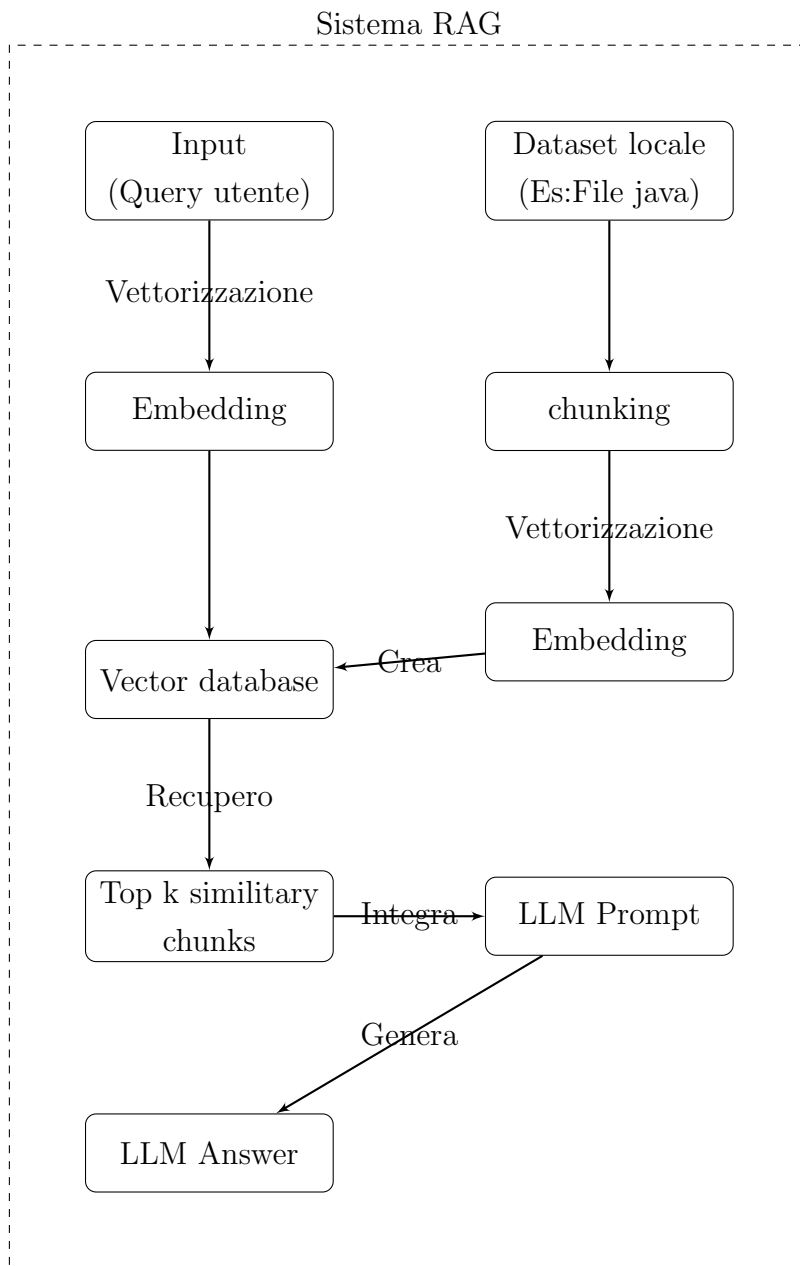 Sistema RAG
Input
(Query utente)
Dataset locale
(Es:File java)
Vettorizzazione
Embedding
chunking
Vettorizzazione
Embedding
Crea
Vector database
Recupero
Top k similitary
chunks
Integra
LLM Prompt
Genera
LLM Answer